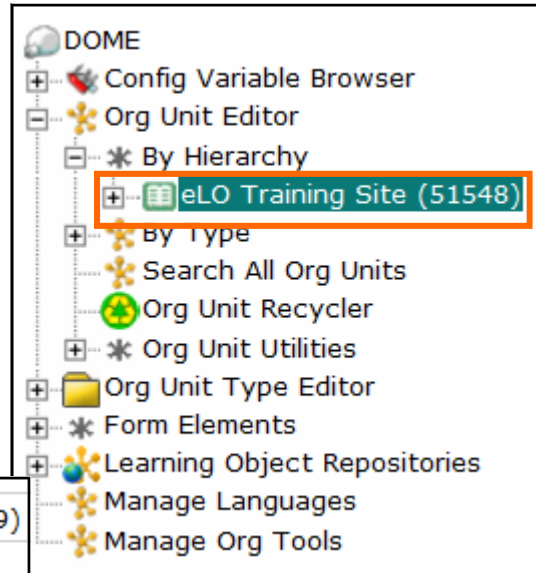 DOME
Config Variable Browser
Org Unit Editor
By Hierarchy
eLO Training Site (51548)
By Type
Search All Org Units
Org Unit Recycler
Org Unit Utilities
Org Unit Type Editor
Form Elements
Learning Object Repositories
9)
Manage Languages
Manage Org Tools